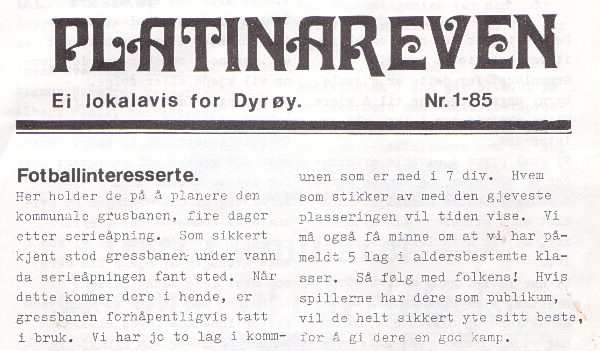 PLATINAREVEN
Ei lokalavis for Dyrøy. Nr. 1-85
Fotballinteresserte.
Her holder de på å planere den
kommunale grusbanen, fire dager
etter serieåpning. Som sikkert
kjent stod gressbanen under vann
da serieåpningen fant sted. Når
dette kommer dere i hende, er
gressbanen forhåpentligvis tatt
i bruk. Vi har jo to lag i komm-
unen som er med i 7 div. Hvem
som stikker av med den gjeveste
plasseringen vil tiden vise. Vi
må også få minne om at vi har på-
meldt 5 lag i aldersbestemte kla-
sser. Så følg med folkens! Hvis
spillerne har dere som publikum,
vil de helt sikkert yte sitt beste,
for å gi dere en god kamp.